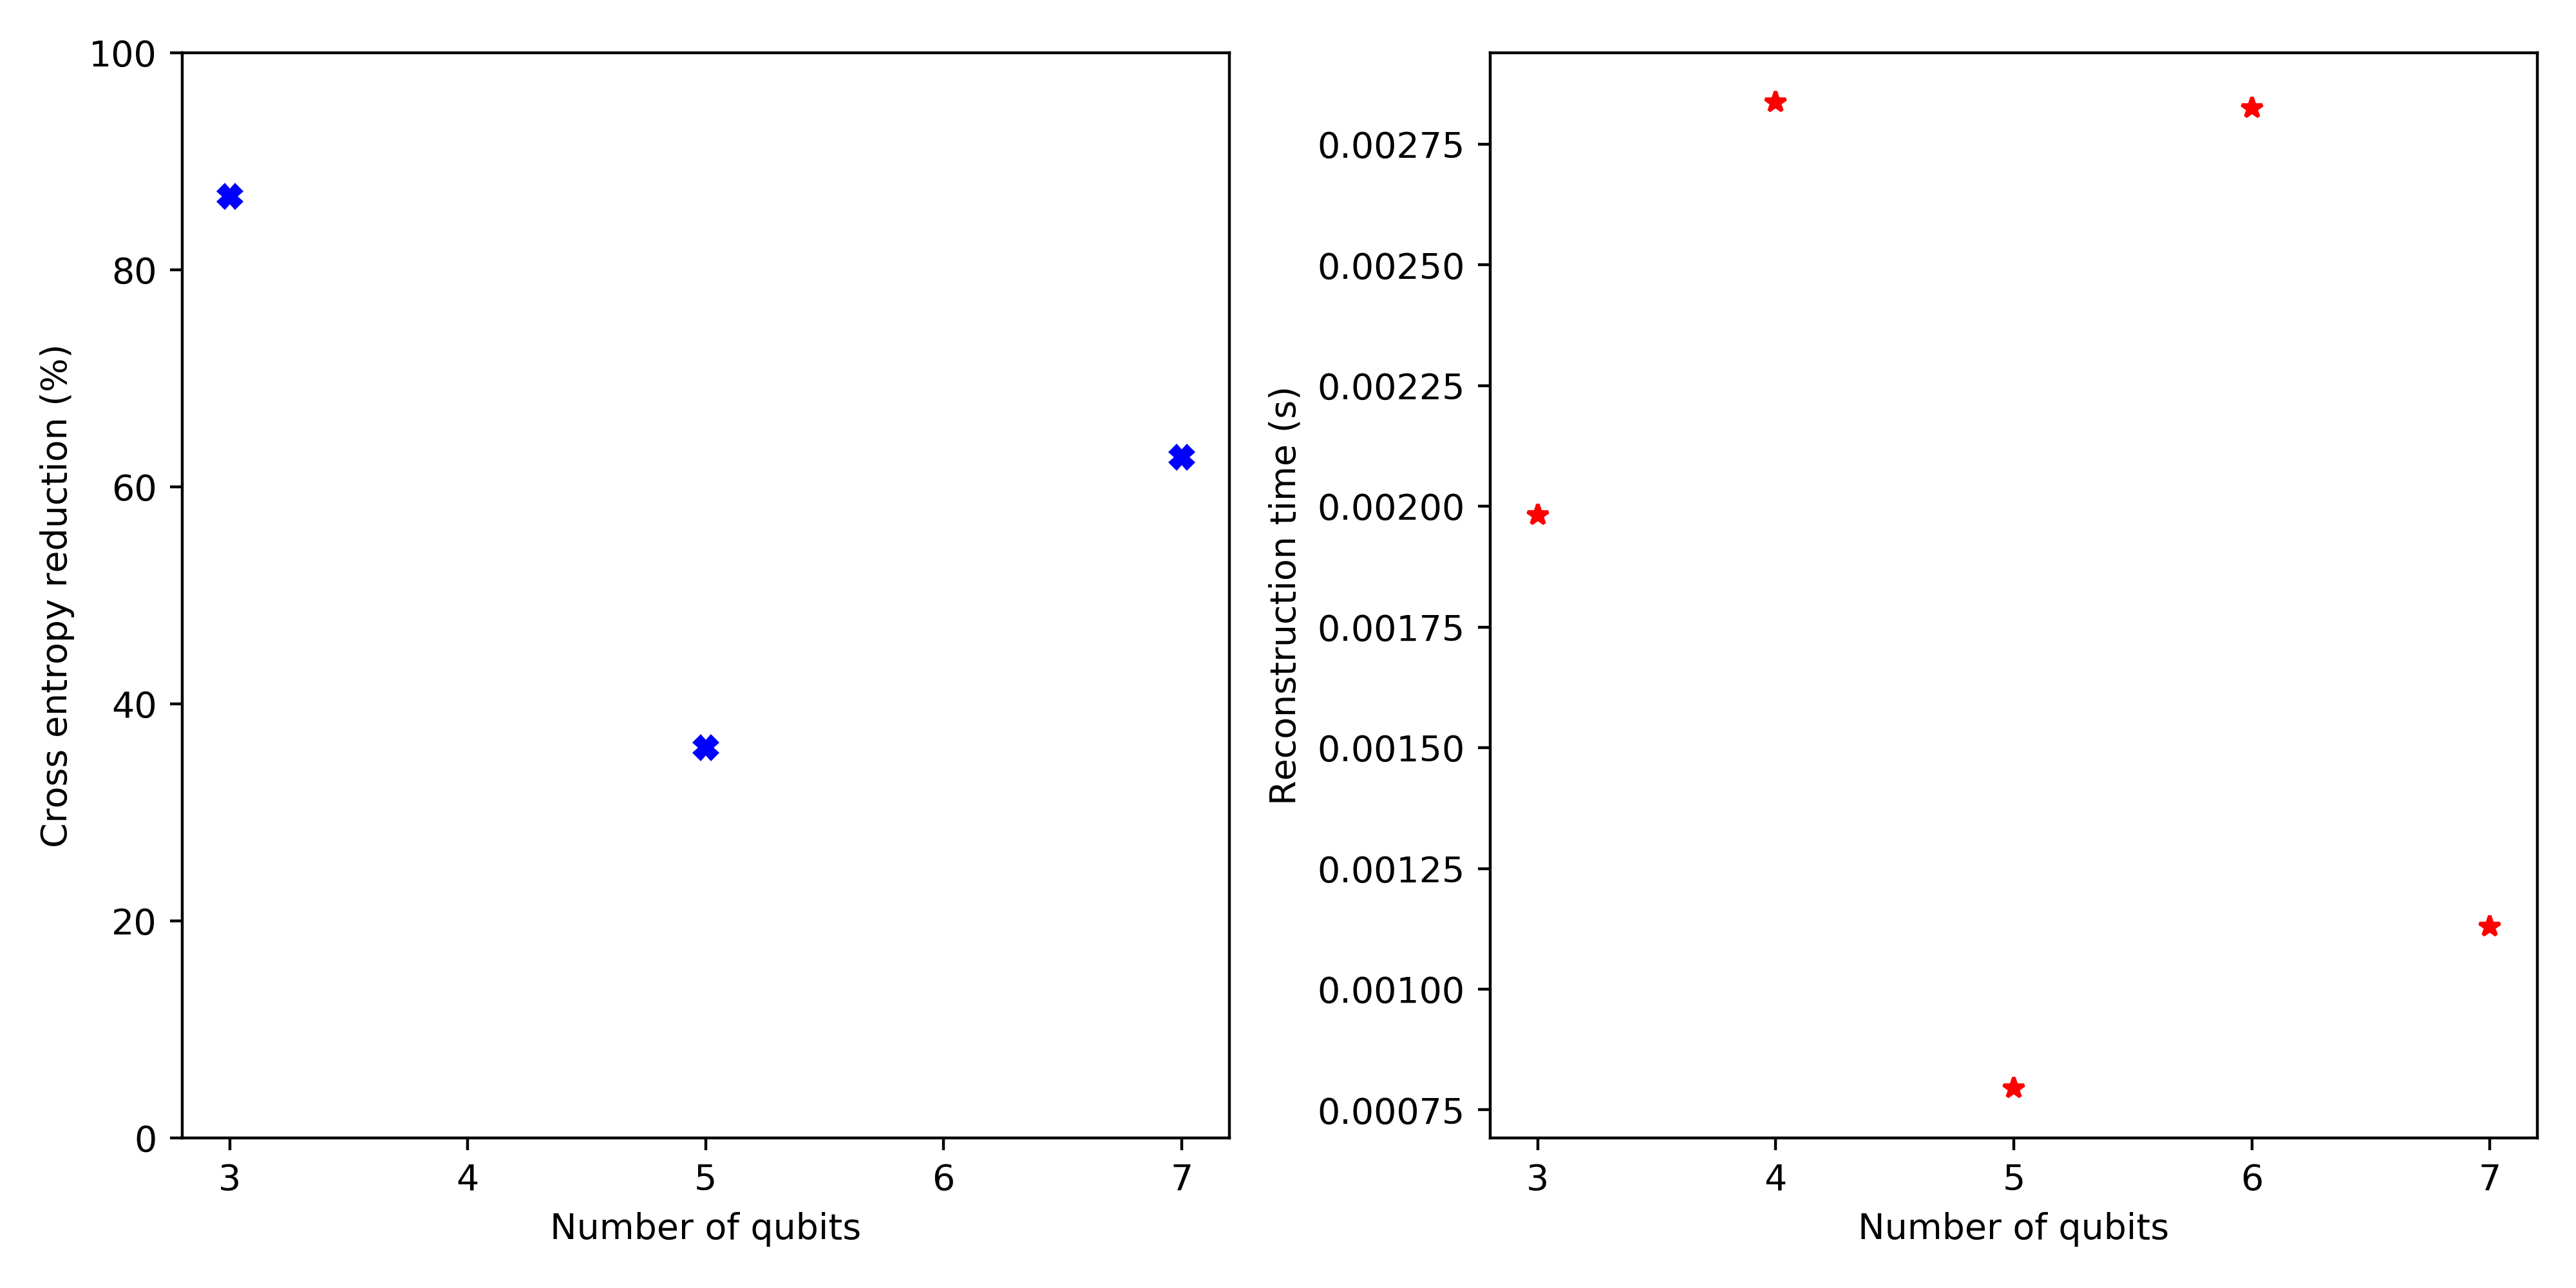 100
80
60
40
20
0
3 4 5 6 7
Number of qubits
Cross entropy reduction (%)
0.00275
0.00250
0.00225
0.00200
0.00175
0.00150
0.00125
0.00100
0.00075
3 4 5 6 7
Number of qubits
Reconstruction time (s)